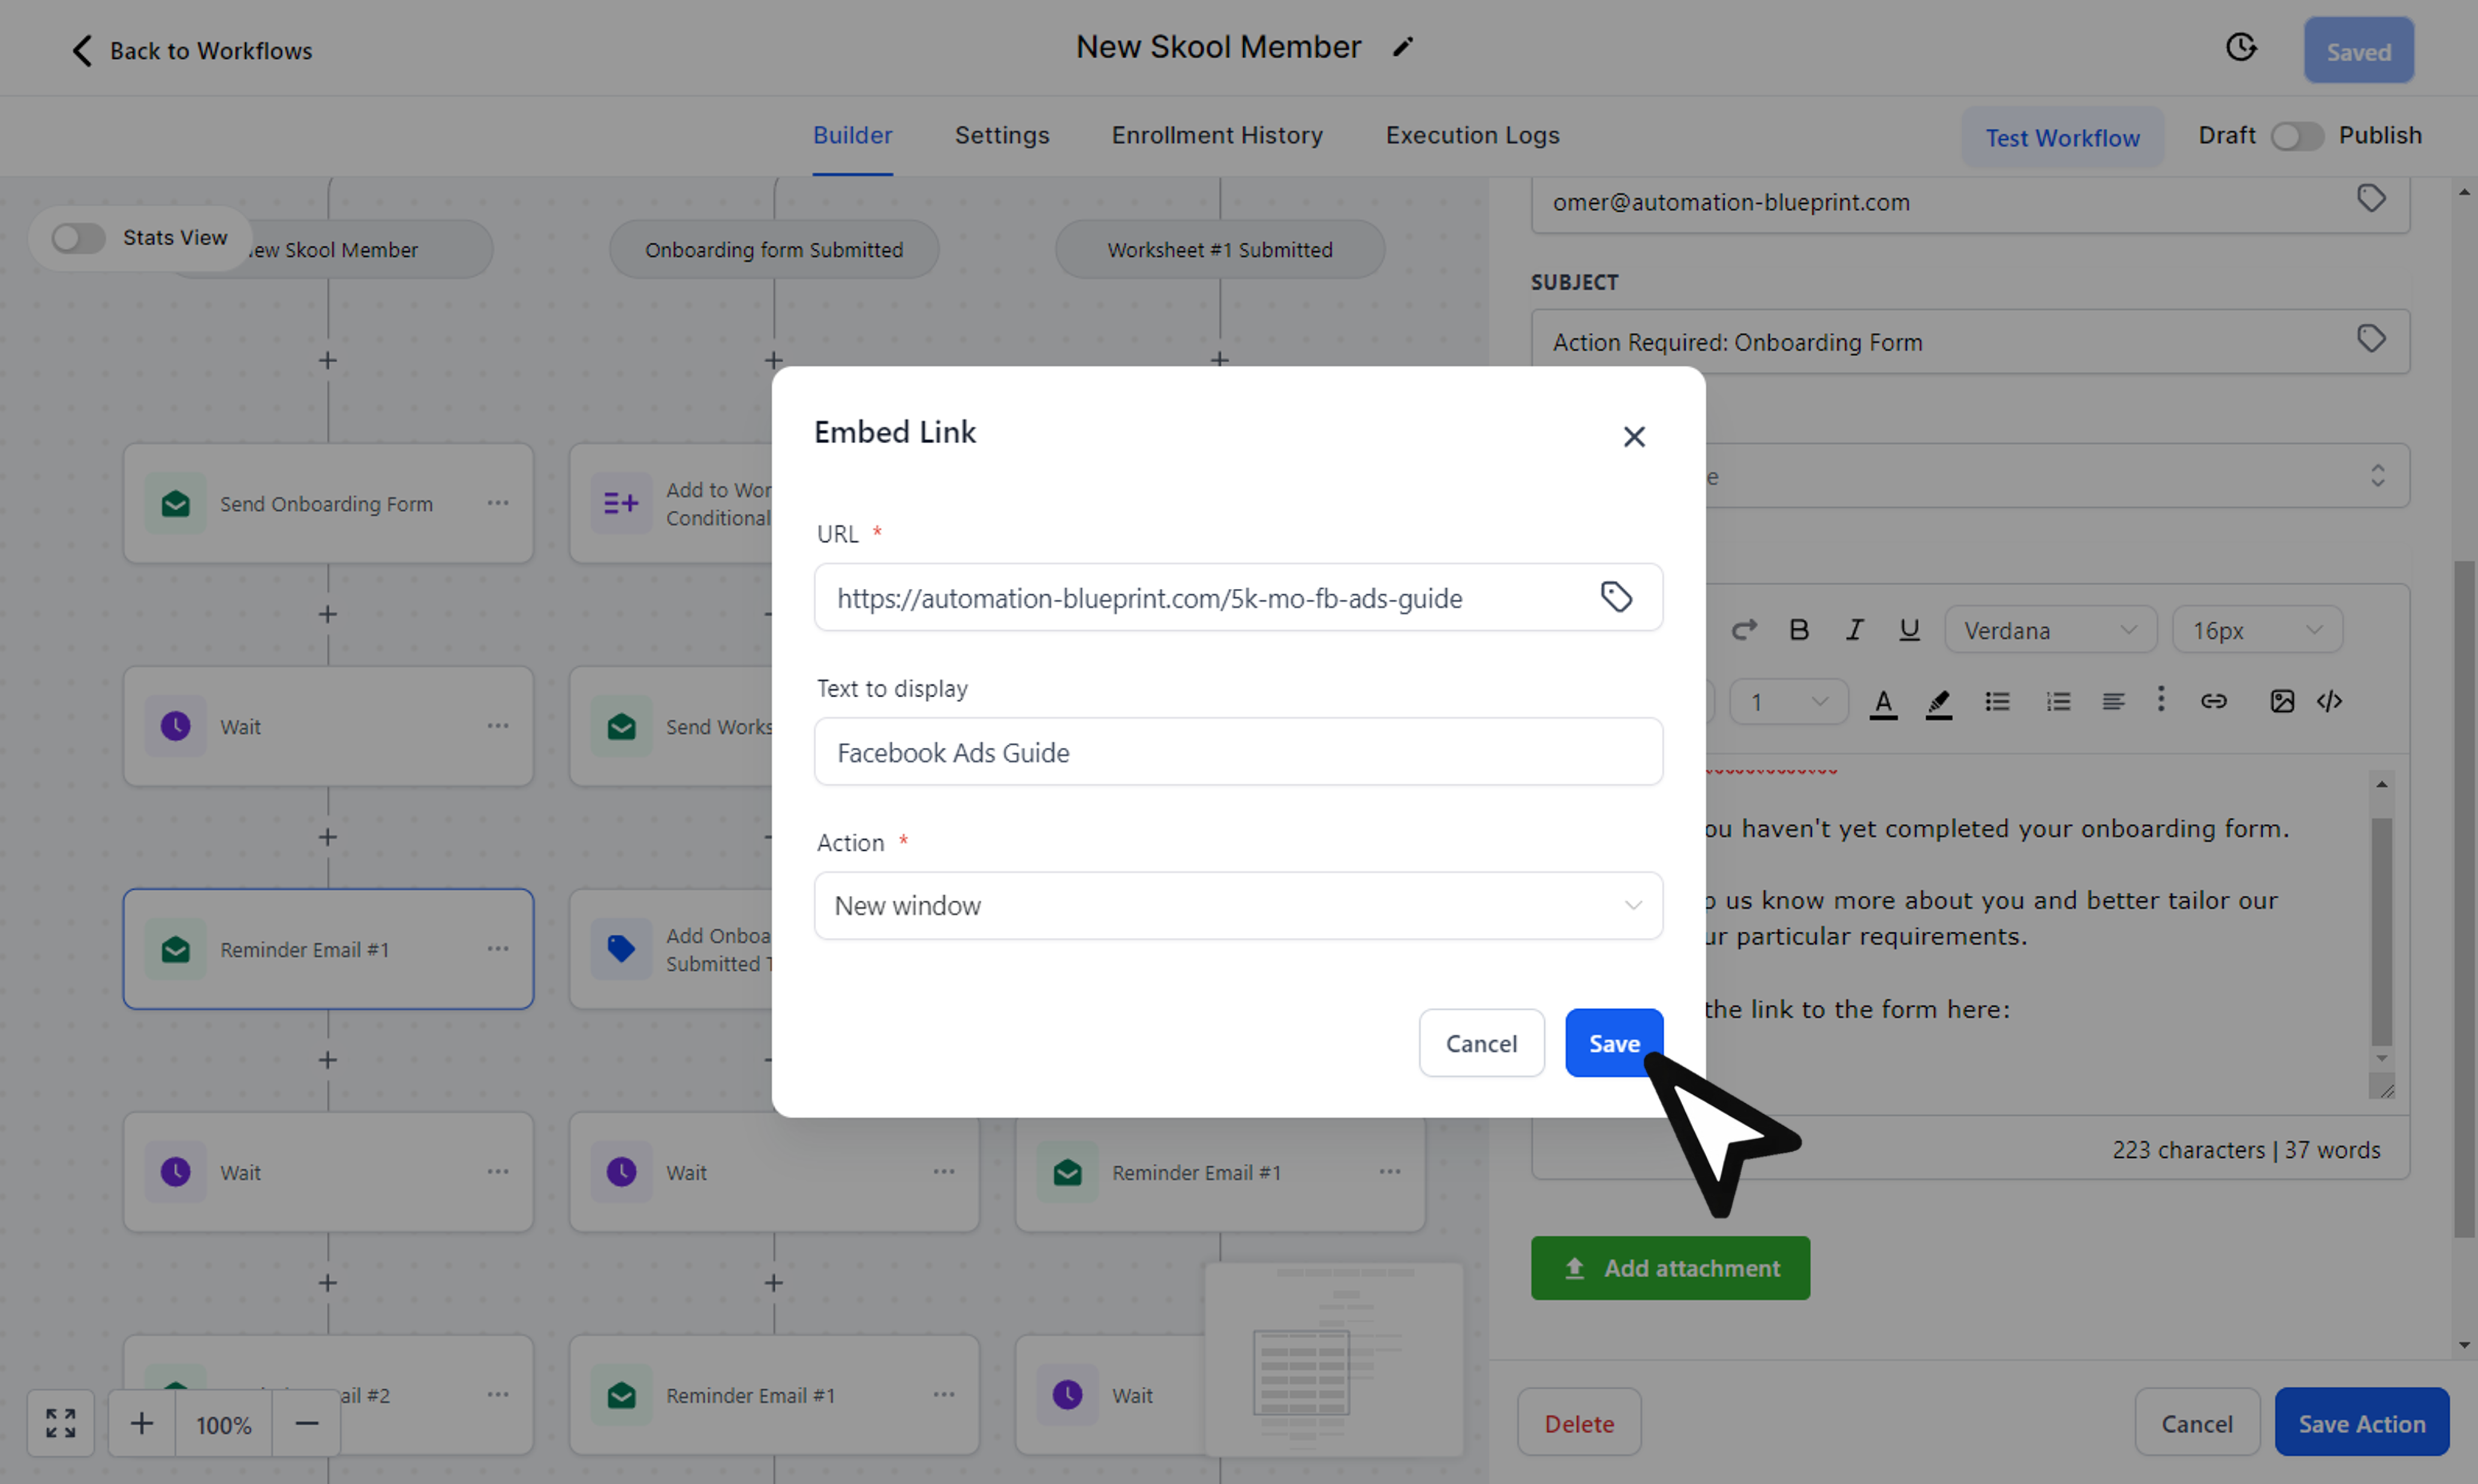 Back to Workflows
New Skool Member
Saved
Builder
Settings
Enrollment History
Execution Logs
Test Workflow
Draft
Publish
Stats View
ew Skool Member
Onboarding form Submitted
Worksheet #1 Submitted
omer@automation-blueprint.com
SUBJECT
Action Required: Onboarding Form
Send Onboarding Form
Add to Wor
Conditional
Wait
Send Works
Reminder Email #1
Add Onboa
Submitted T
Wait
Wait
Reminder Email #1
ail #2
Reminder Email #1
Wait
100%
Embed Link
URL *
https://automation-blueprint.com/5k-mo-fb-ads-guide
Text to display
Facebook Ads Guide
Action *
New window
Cancel
Save
e
B I U Verdana 16px
1 A
ou haven't yet completed your onboarding form.
p us know more about you and better tailor our
ur particular requirements.
the link to the form here:
223 characters | 37 words
Add attachment
Delete
Cancel
Save Action